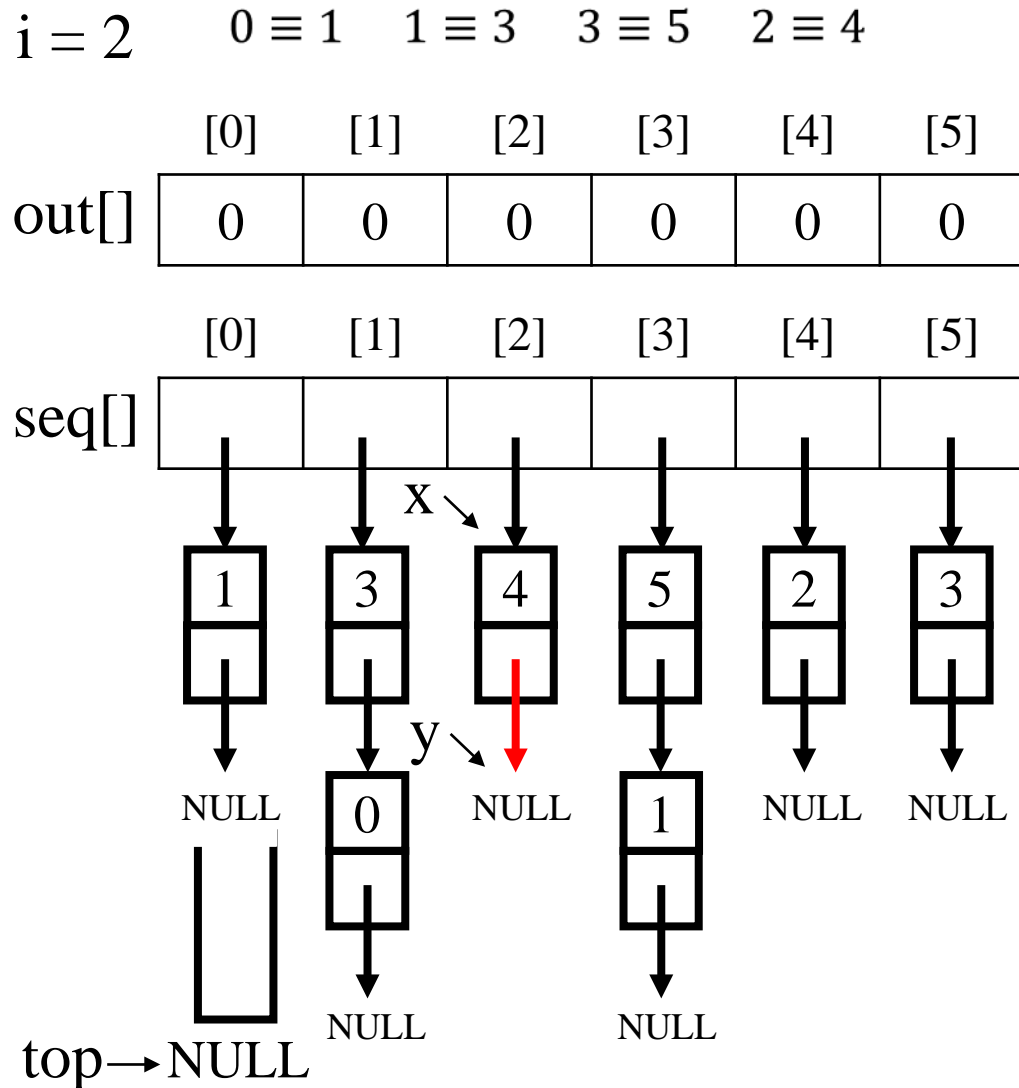 i = 2 0 ≡ 1 1 ≡ 3 3 ≡ 5 2 ≡ 4
[0] [1] [2] [3] [4] [5]
out[] 0 0 0 0 0 0
[0] [1] [2] [3] [4] [5]
seq[]
x
1 3 4 5 2 3
y
NULL 0 NULL 1 NULL NULL
NULL NULL
top→NULL